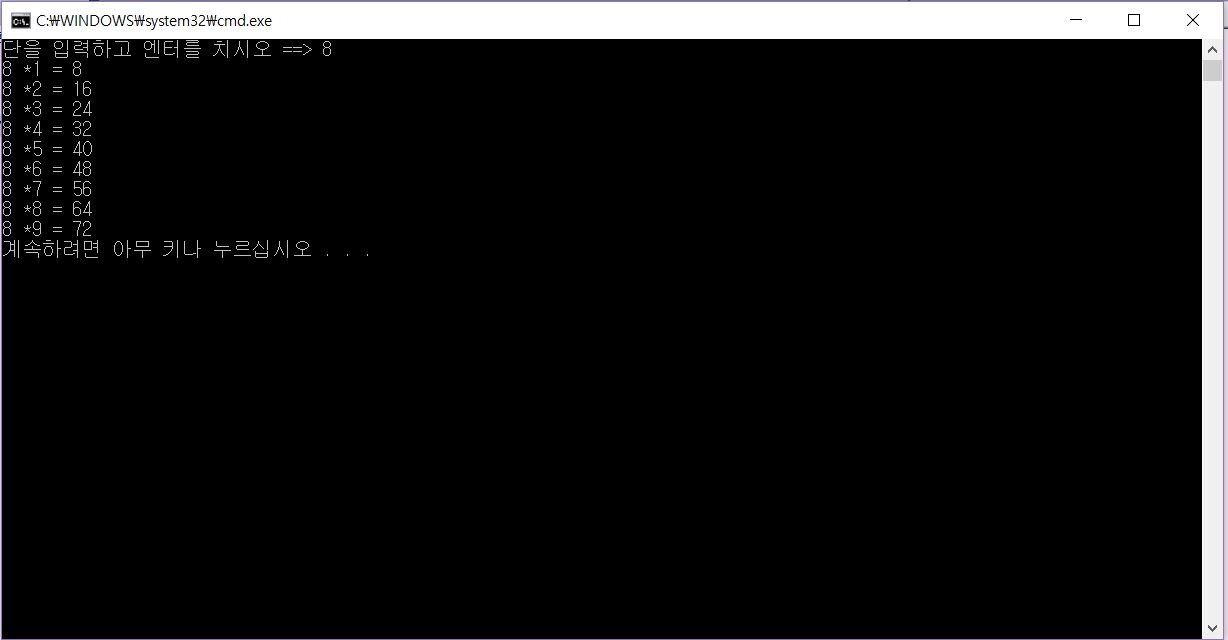 C:₩WINDOWS₩system32₩cmd.exe
단을 입력하고 엔터를 치시오 ==> 8
8 *1 = 8
8 *2 = 16
8 *3 = 24
8 *4 = 32
8 *5 = 40
8 *6 = 48
8 *7 = 56
8 *8 = 64
8 *9 = 72
계속하려면 아무 키나 누르십시오 . . .